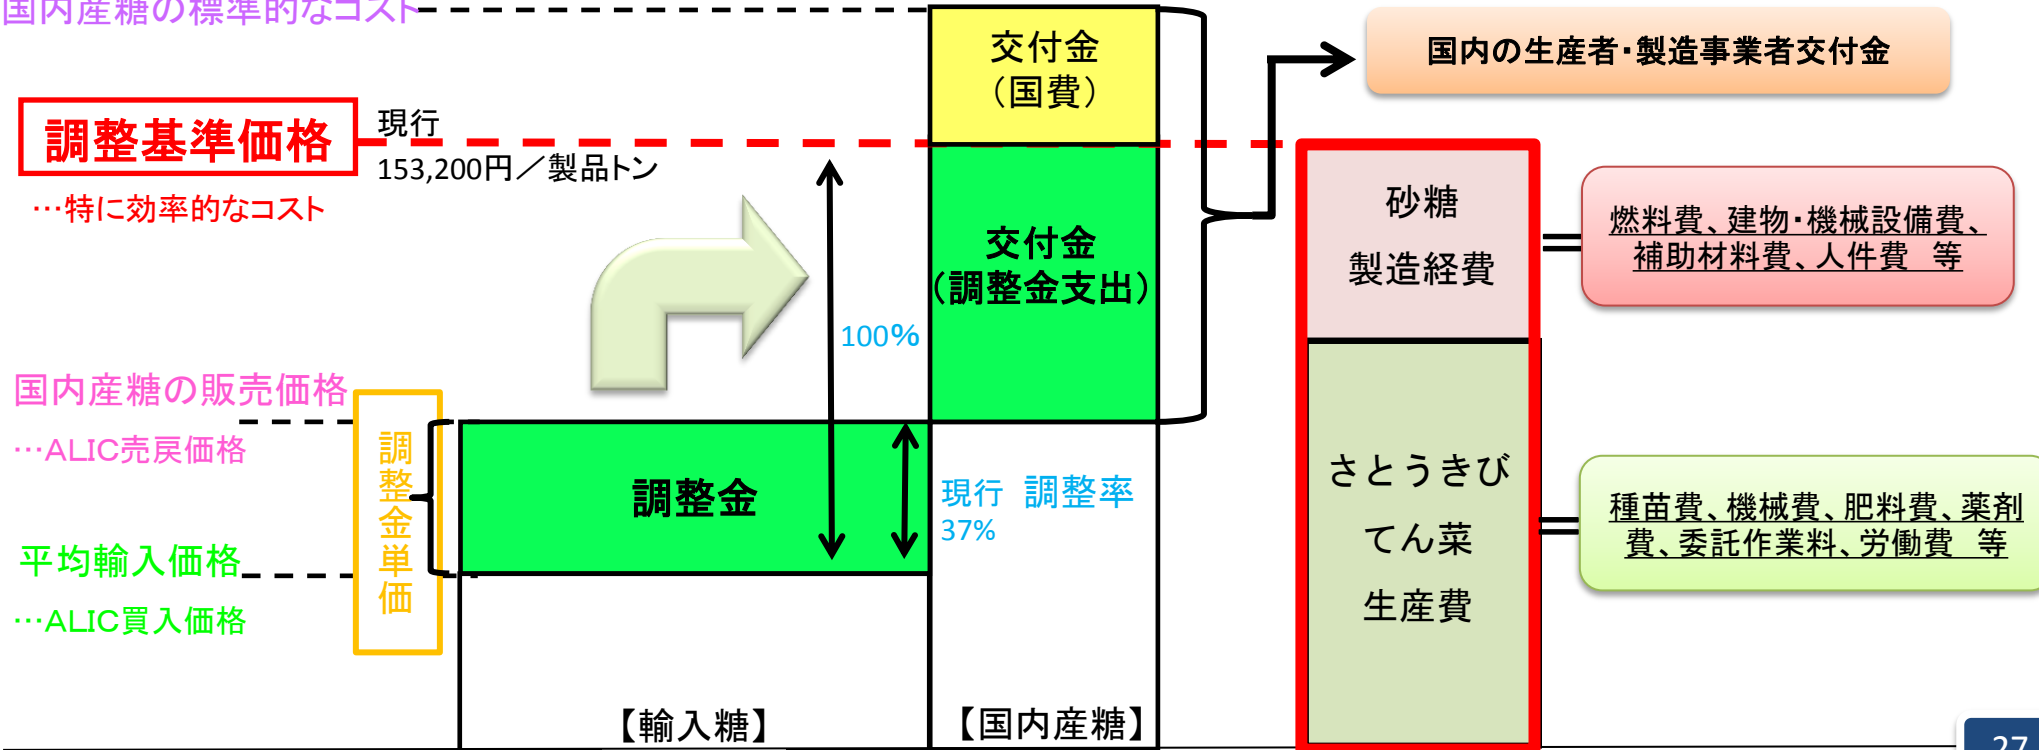 国内産糖の標準的なコスト
交付金
（国費）
国内の生産者・製造事業者交付金
調整基準価格
現行
153,200円／製品トン
…特に効率的なコスト
砂糖
製造経費
燃料費、建物・機械設備費、
補助材料費、人件費　等
交付金
（調整金支出）
100%
国内産糖の販売価格
…ALIC売戻価格
調整金単価
調整金
現行　調整率
37%
平均輸入価格
…ALIC買入価格
さとうきび
てん菜
生産費
種苗費、機械費、肥料費、薬剤
費、委託作業料、労働費　等
【輸入糖】
【国内産糖】
27